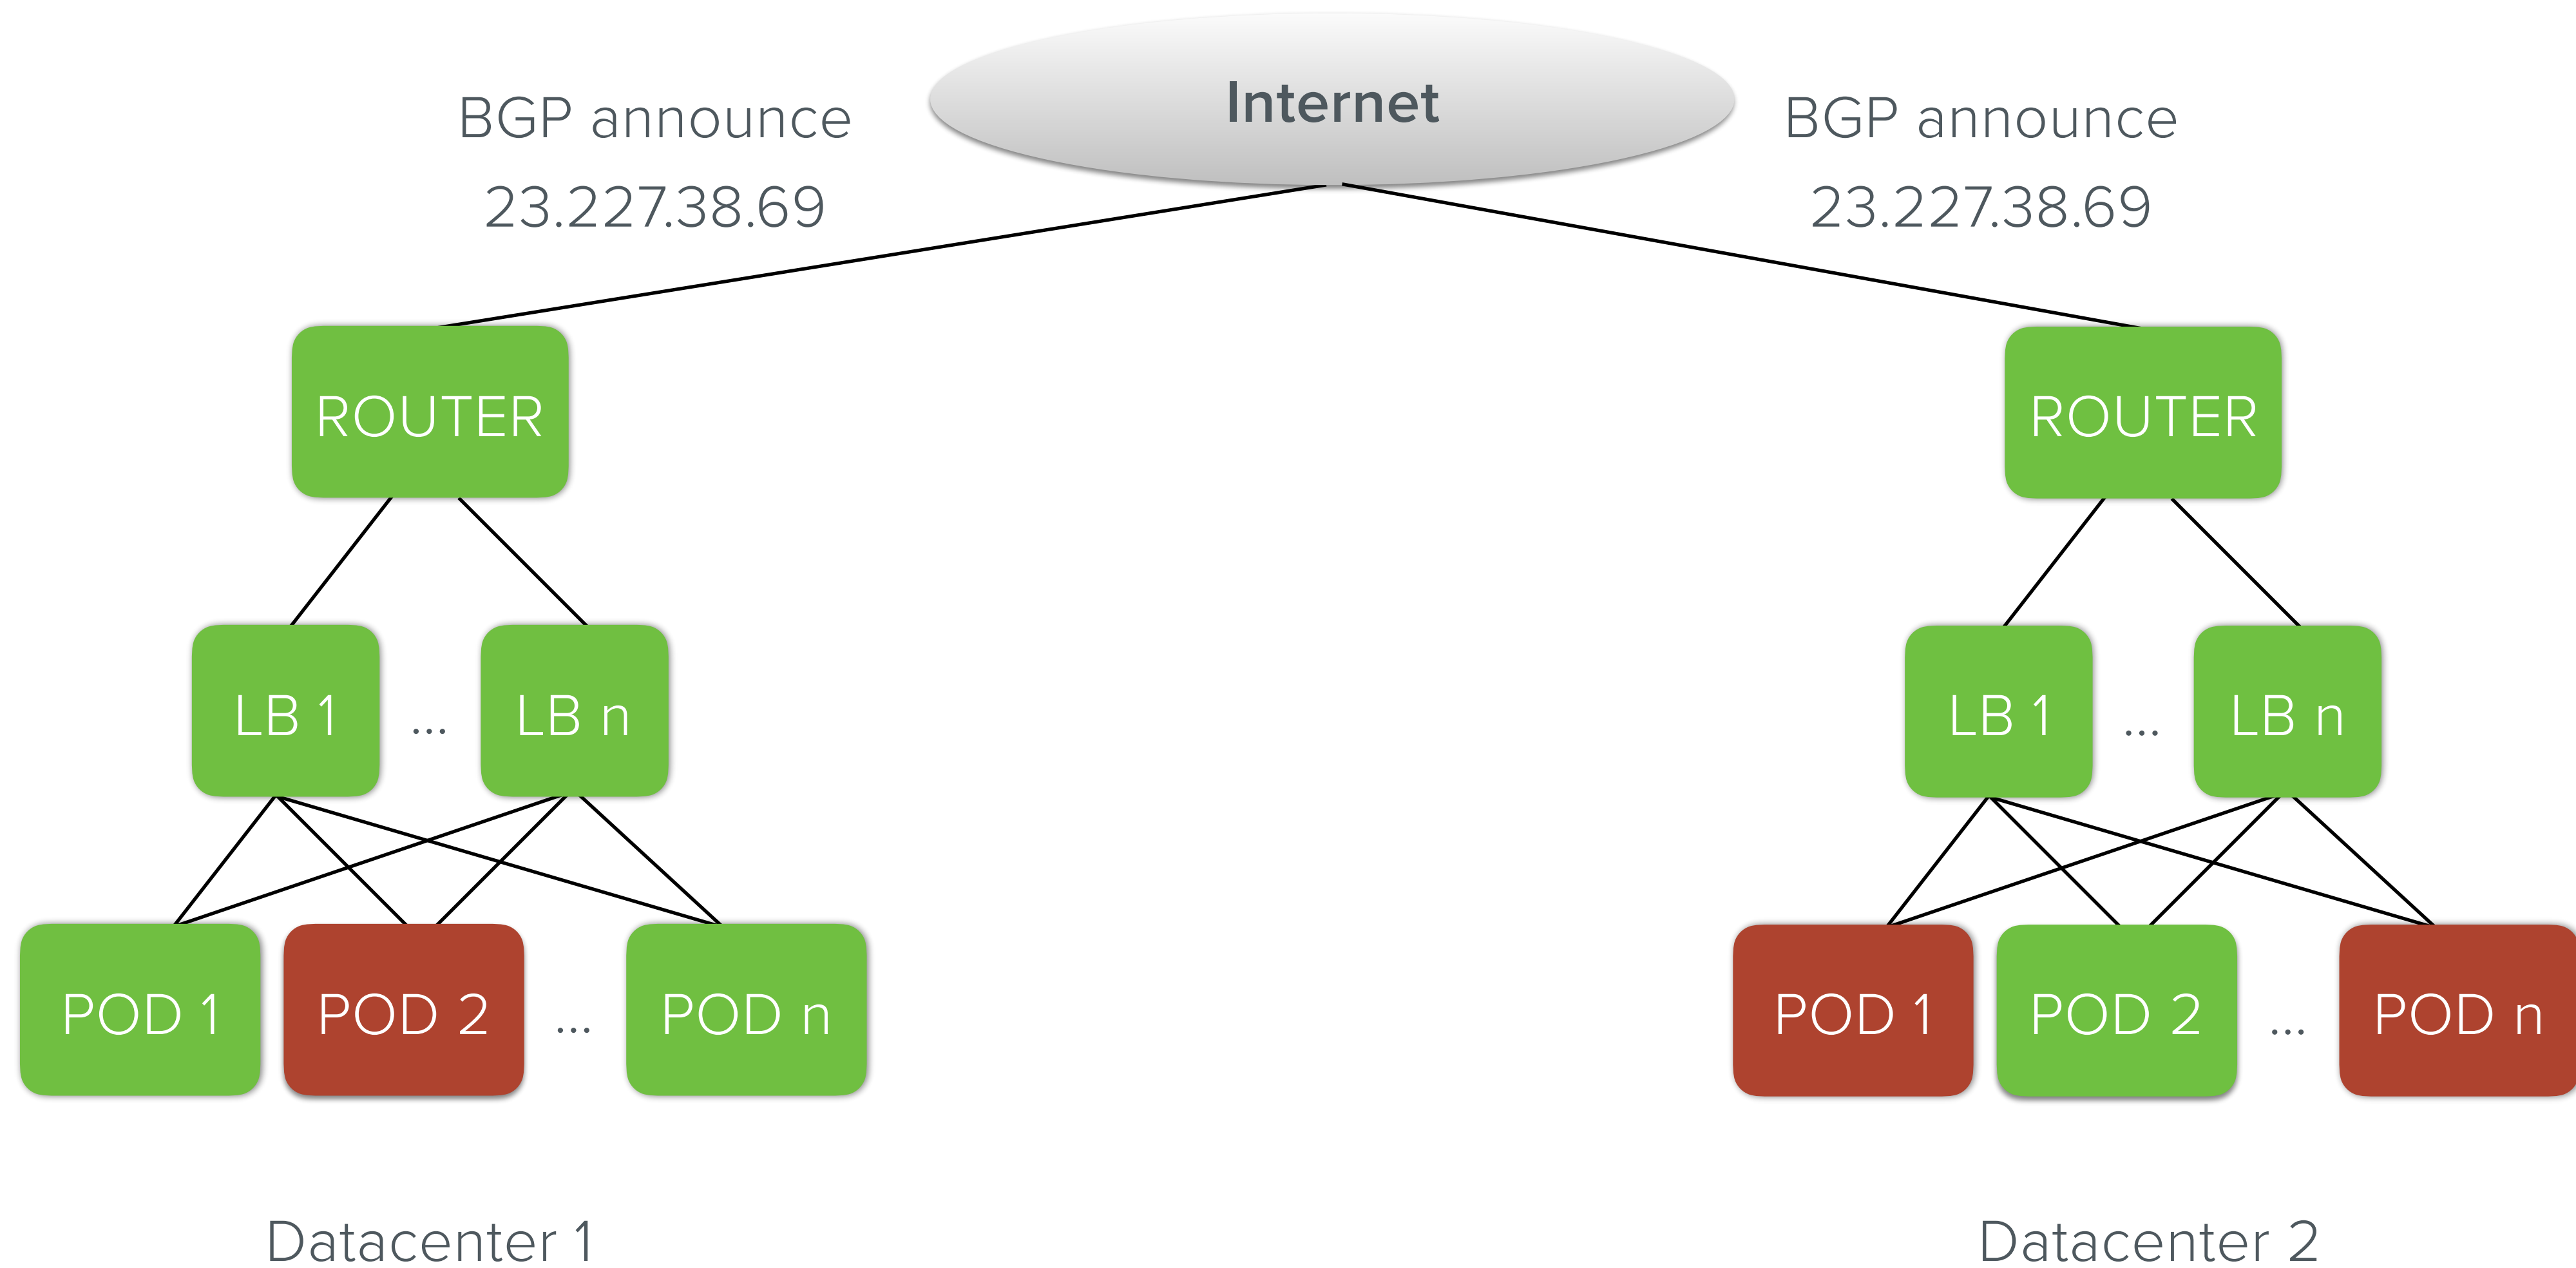 Internet
BGP announce
23.227.38.69
BGP announce
23.227.38.69
ROUTER
ROUTER
LB 1 ... LB n
LB 1 ... LB n
POD 1 POD 2 ... POD n
POD 1 POD 2 ... POD n
Datacenter 1
Datacenter 2